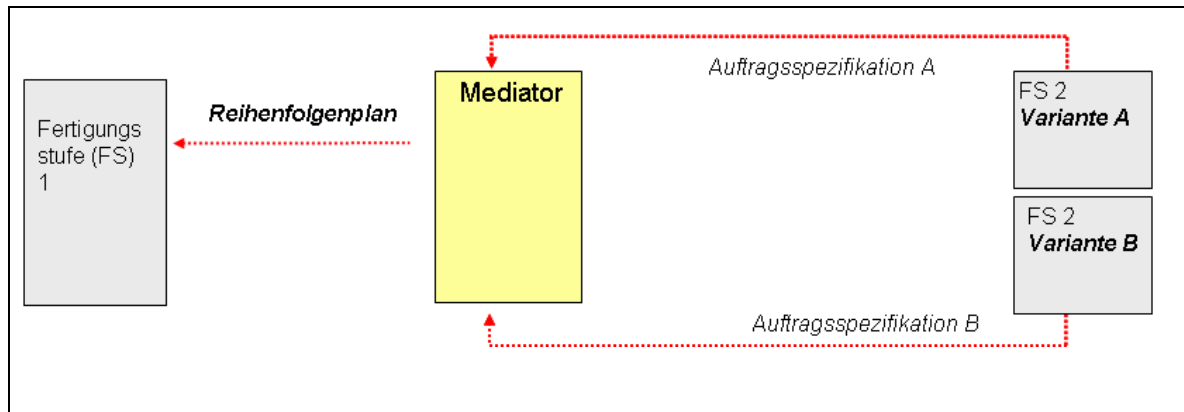 Auftragsspezifikation A
Mediator
FS 2
Variante A
Reihenfolgenplan
Fertigungs
stufe (FS)
1
FS 2
Variante B
Auftragsspezifikation B